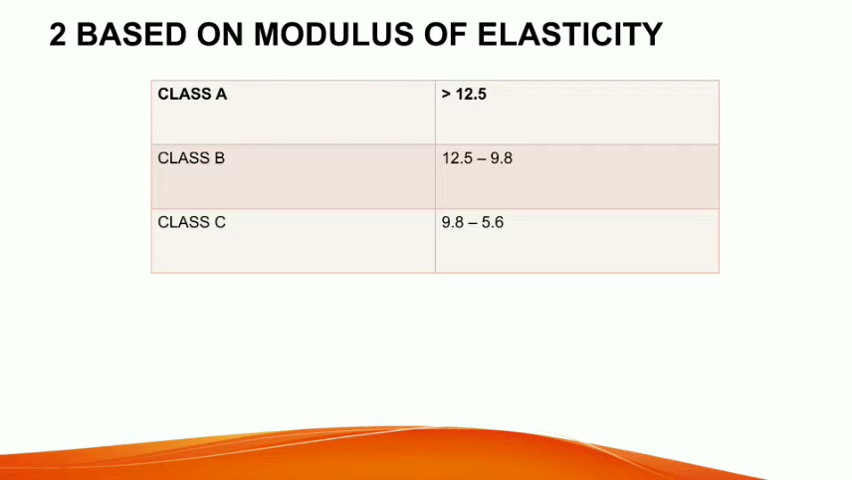 2 BASED ON MODULUS OF ELASTICITY
CLASS A > 12.5
CLASS B 12.5 – 9.8
CLASS C 9.8 – 5.6